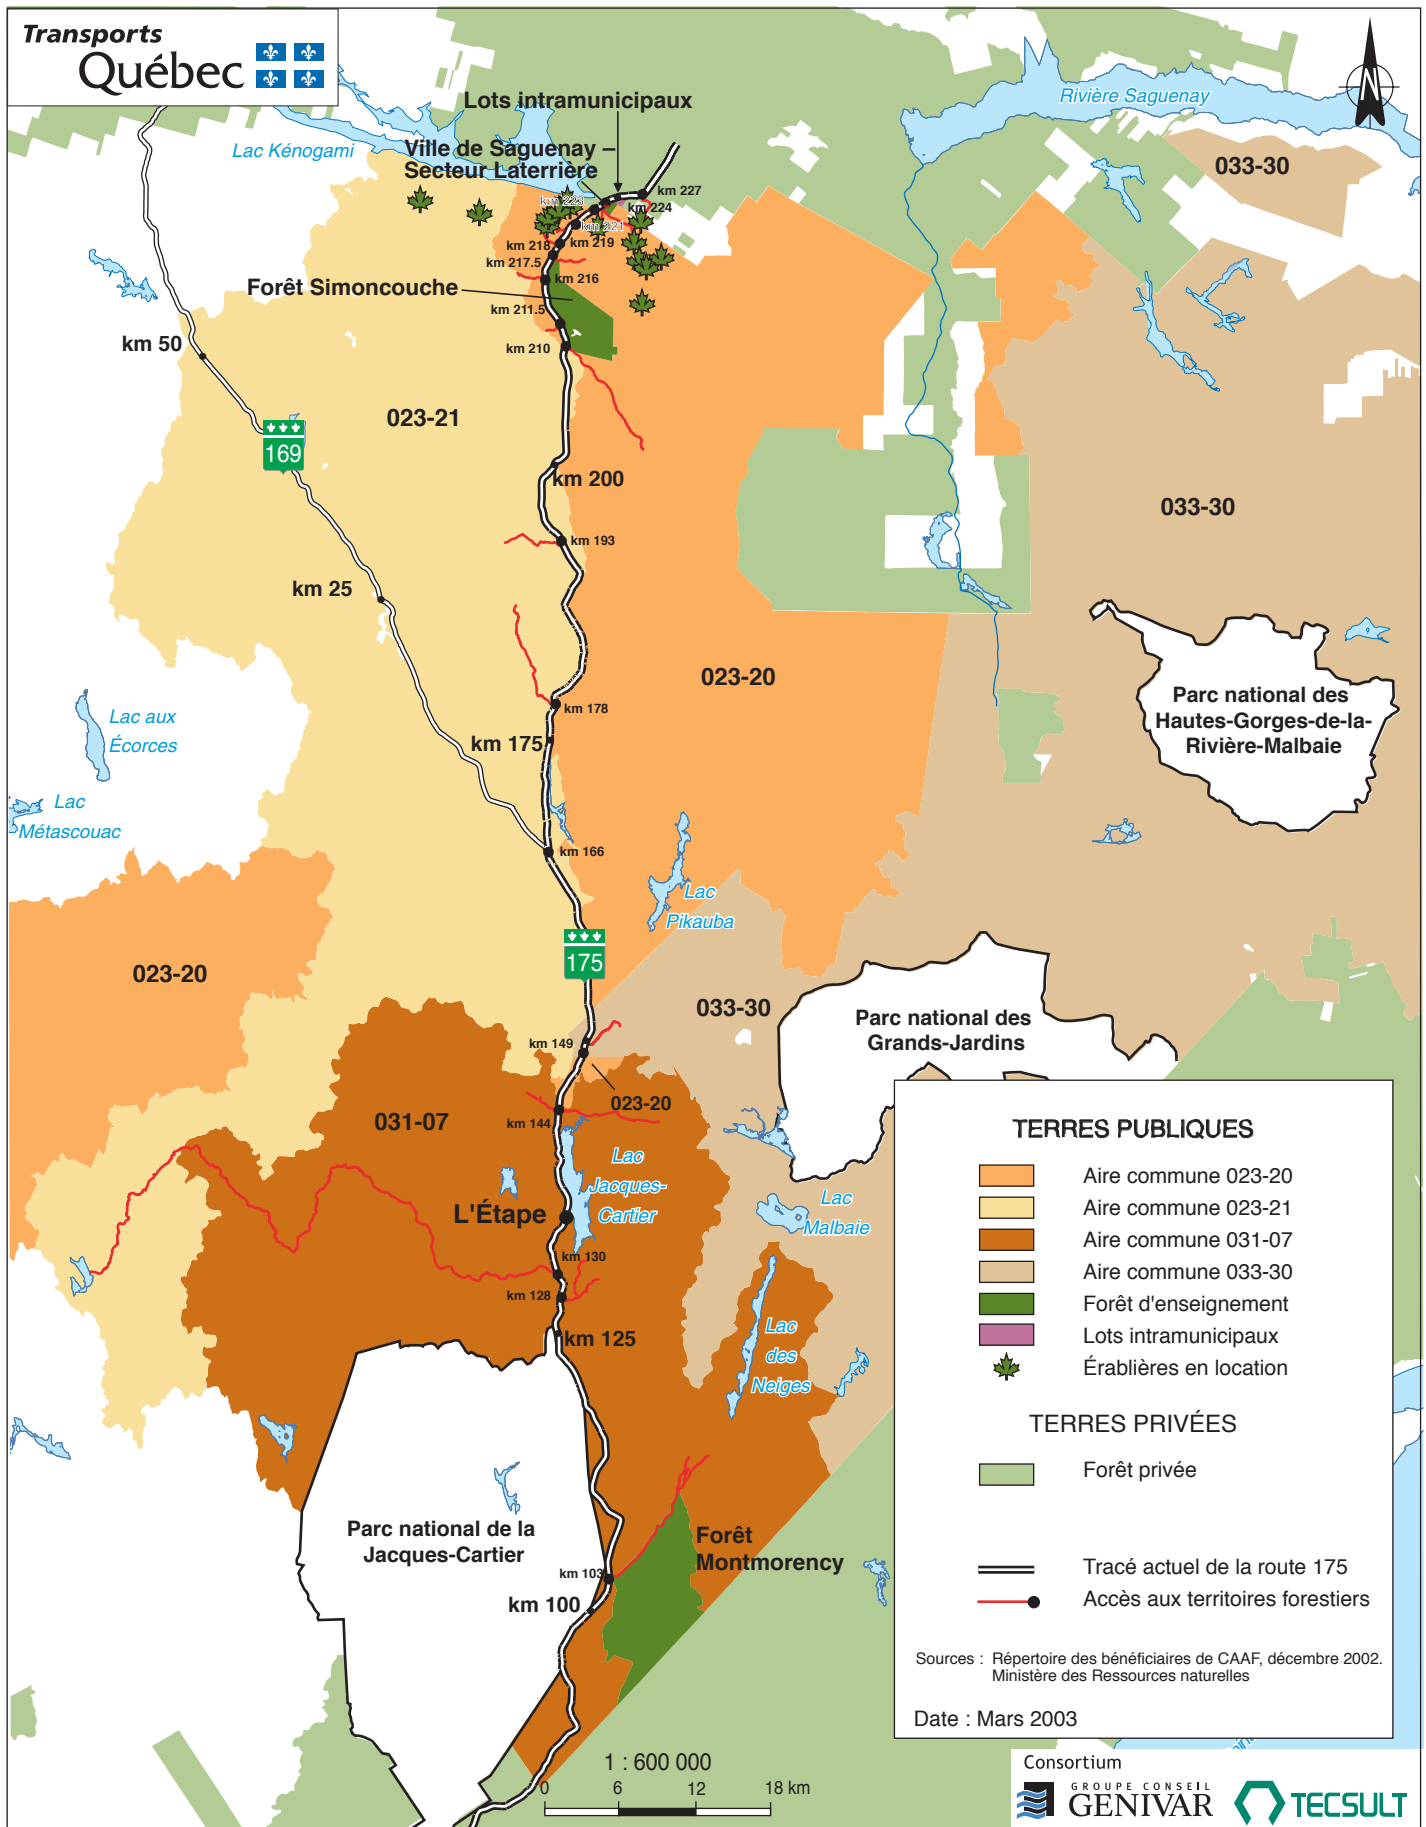 Transports
Québec
Lots intramunicipaux
Rivière Saguenay
Lac Kénogami
Ville de Saguenay –
Secteur Laterrière
033-30
km 227
km 223
km 224
km 221
km 218
km 219
km 217.5
km 216
Forêt Simoncouche
km 211.5
km 50
km 210
023-21
169
km 200
033-30
km 193
km 25
023-20
Parc national des
Hautes-Gorges-de-la-
Rivière-Malbaie
km 178
Lac aux
Écorces
km 175
Lac
Métascouac
km 166
Lac
Pikauba
175
023-20
033-30
Parc national des
Grands-Jardins
km 149
023-20
031-07
km 144
Lac
Jacques-
Cartier
L'Étape
Lac
Malbaie
km 130
km 128
km 125
Lac
des
Neiges
Parc national de la
Jacques-Cartier
Forêt
Montmorency
km 103
km 100
TERRES PUBLIQUES
Aire commune 023-20
Aire commune 023-21
Aire commune 031-07
Aire commune 033-30
Forêt d'enseignement
Lots intramunicipaux
Érablières en location
TERRES PRIVÉES
Forêt privée
Tracé actuel de la route 175
Accès aux territoires forestiers
Sources : Répertoire des bénéficiaires de CAAF, décembre 2002.
Ministère des Ressources naturelles
Date : Mars 2003
1 : 600 000
0 6 12 18 km
Consortium
GROUPE CONSEIL
GENIVAR
TECSULT
N